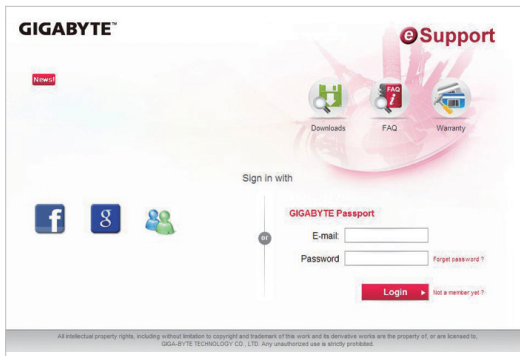 GIGABYTE™
eSupport
News!
FAQ
Downloads
FAQ
Warranty
Sign in with
f
g
or
GIGABYTE Passport
E-mail:
Password
Forget password ?
Login
Not a member yet ?
All intellectual property rights, including without limitation to copyright and trademark of this work and its derivative works are the property of, or are licensed to,
GIGA-BYTE TECHNOLOGY CO., LTD. Any unauthorized use is strictly prohibited.